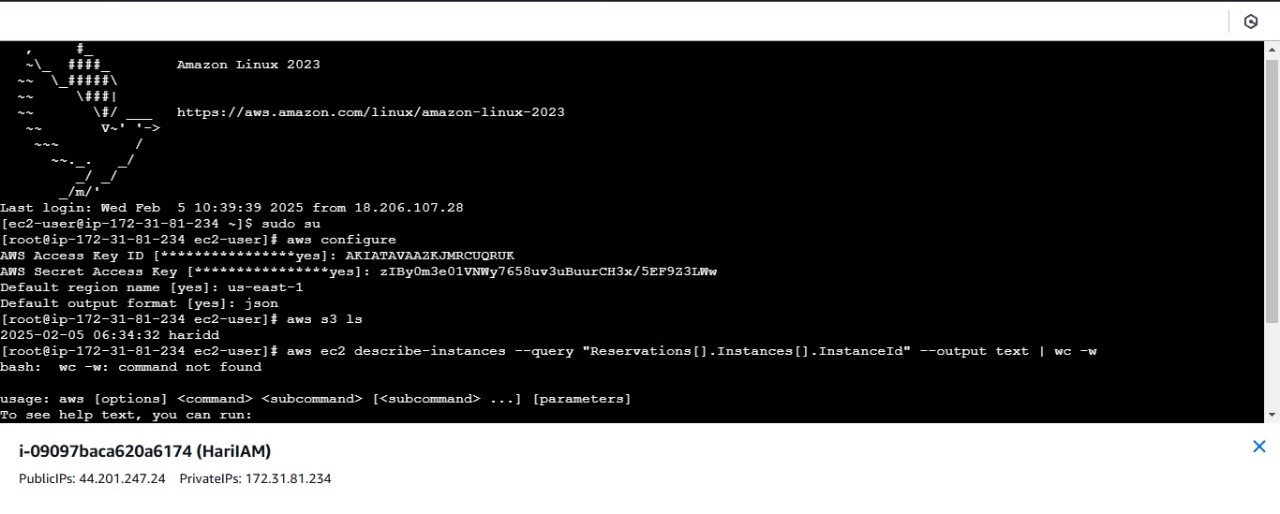 , #_
~\_ ####_ Amazon Linux 2023
~~ \_#####\
~~ \###|
~~ \#/ ___ https://aws.amazon.com/linux/amazon-linux-2023
~~ V~' '->
~~~ /
~~._. _/
_/ _/
_/m/'
Last login: Wed Feb 5 10:39:39 2025 from 18.206.107.28
[ec2-user@ip-172-31-81-234 ~]$ sudo su
[root@ip-172-31-81-234 ec2-user]# aws configure
AWS Access Key ID [****************yes]: AKIATAVAAZKJMRCUQRUK
AWS Secret Access Key [****************yes]: 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
Default region name [yes]: us-east-1
Default output format [yes]: json
[root@ip-172-31-81-234 ec2-user]# aws s3 ls
2025-02-05 06:34:32 haridd
[root@ip-172-31-81-234 ec2-user]# aws ec2 describe-instances --query "Reservations[].Instances[].InstanceId" --output text | wc -w
bash:  wc -w: command not found
usage: aws [options] <command> <subcommand> [<subcommand> ...] [parameters]
To see help text, you can run:
i-09097baca620a6174 (HariIAM)
PublicIPs: 44.201.247.24 PrivateIPs: 172.31.81.234